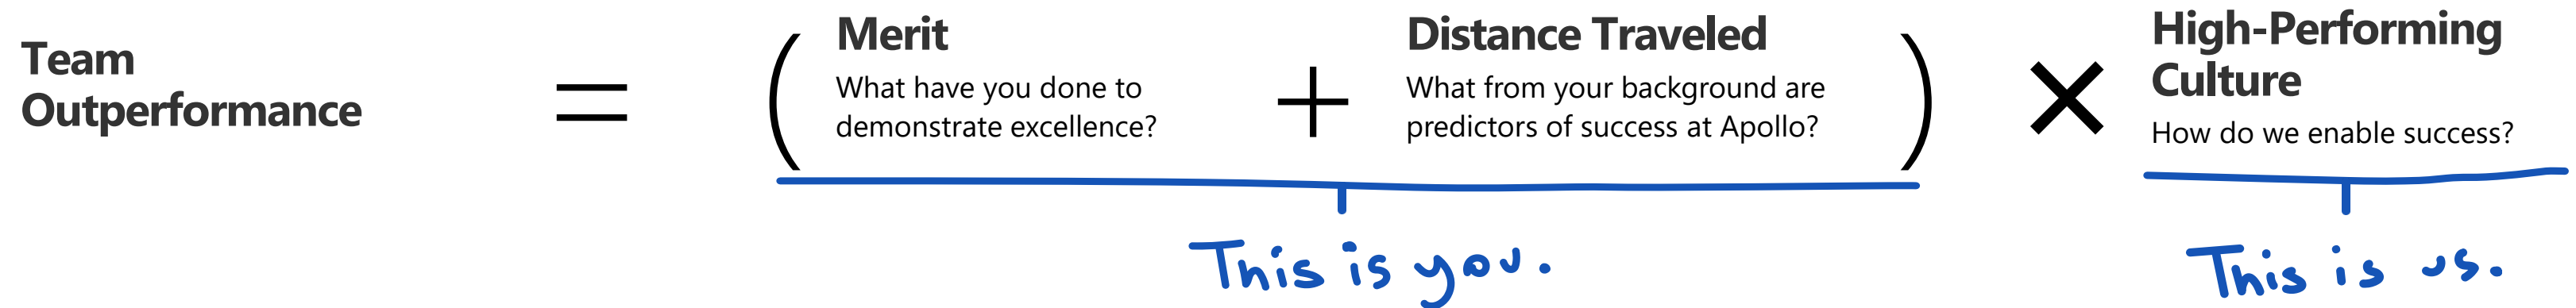 Team
Outperformance
=
(
Merit
What have you done to
demonstrate excellence?
+
Distance Traveled
What from your background are
predictors of success at Apollo?
)
×
High-Performing
Culture
How do we enable success?
This is you.
This is us.